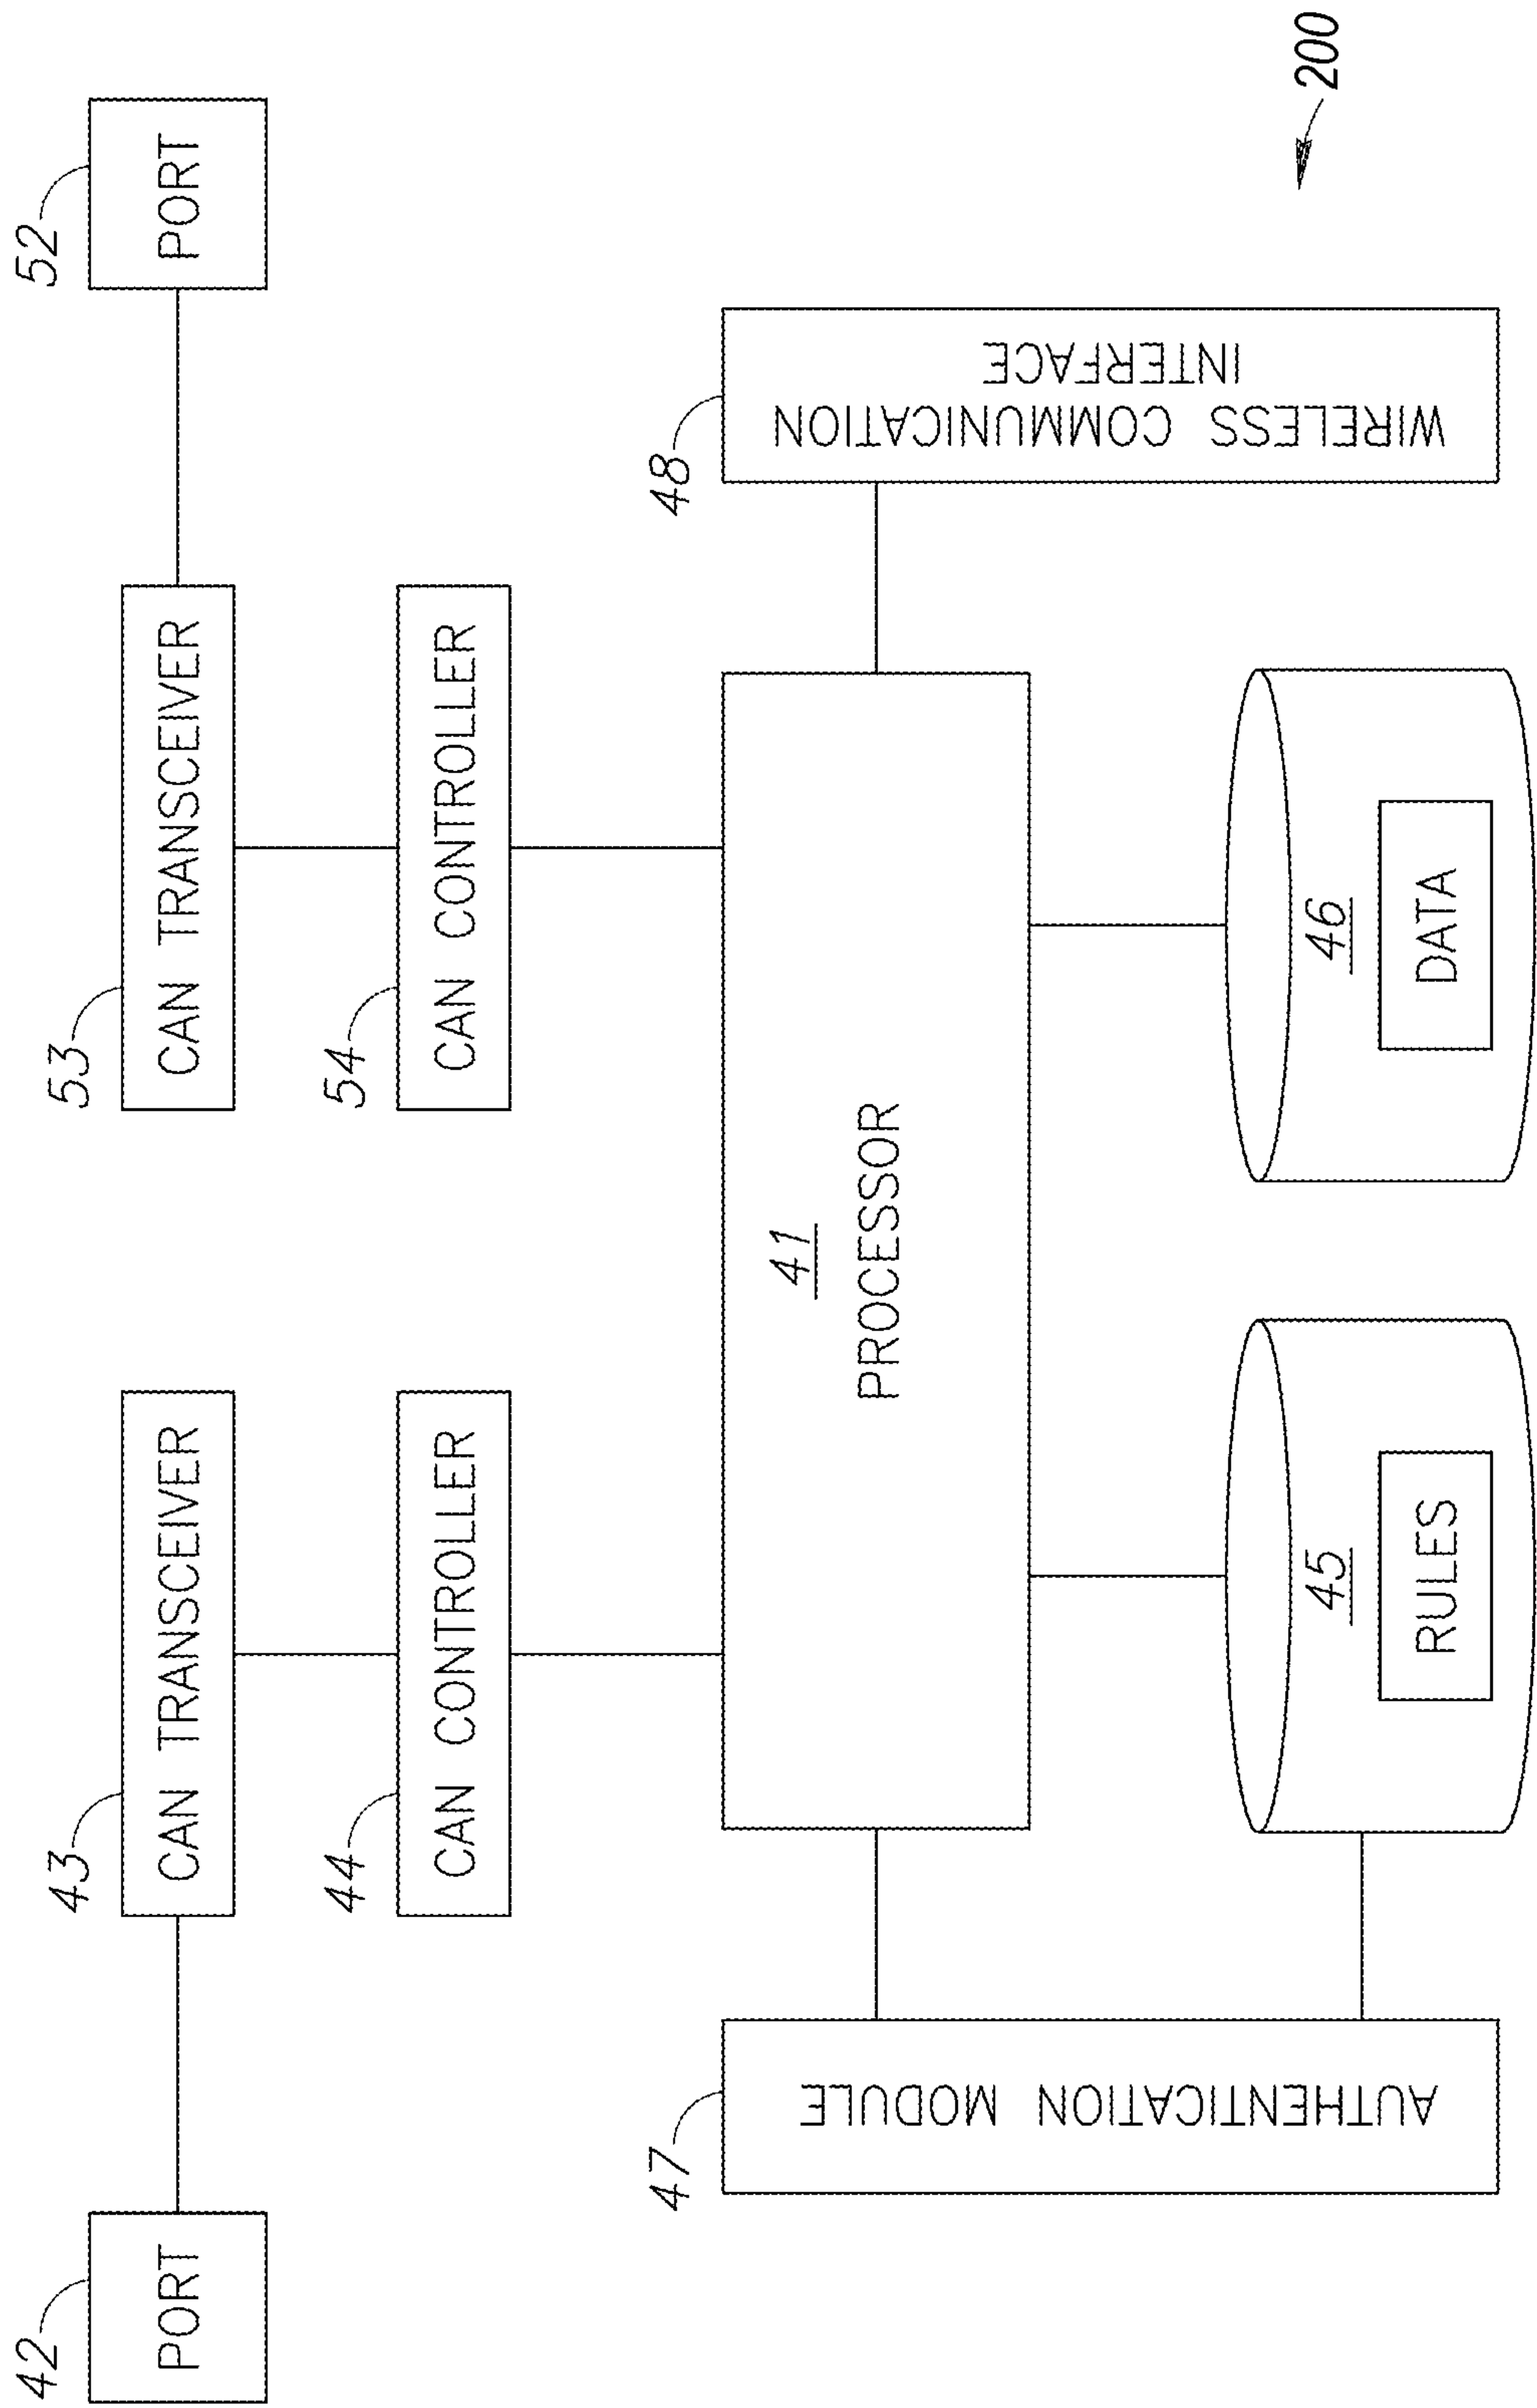 42
PORT
43
CAN TRANSCEIVER
53
CAN TRANSCEIVER
52
PORT
44
CAN CONTROLLER
54
CAN CONTROLLER
47
AUTHENTICATION MODULE
41
PROCESSOR
48
WIRELESS COMMUNICATION
INTERFACE
45
RULES
46
DATA
200